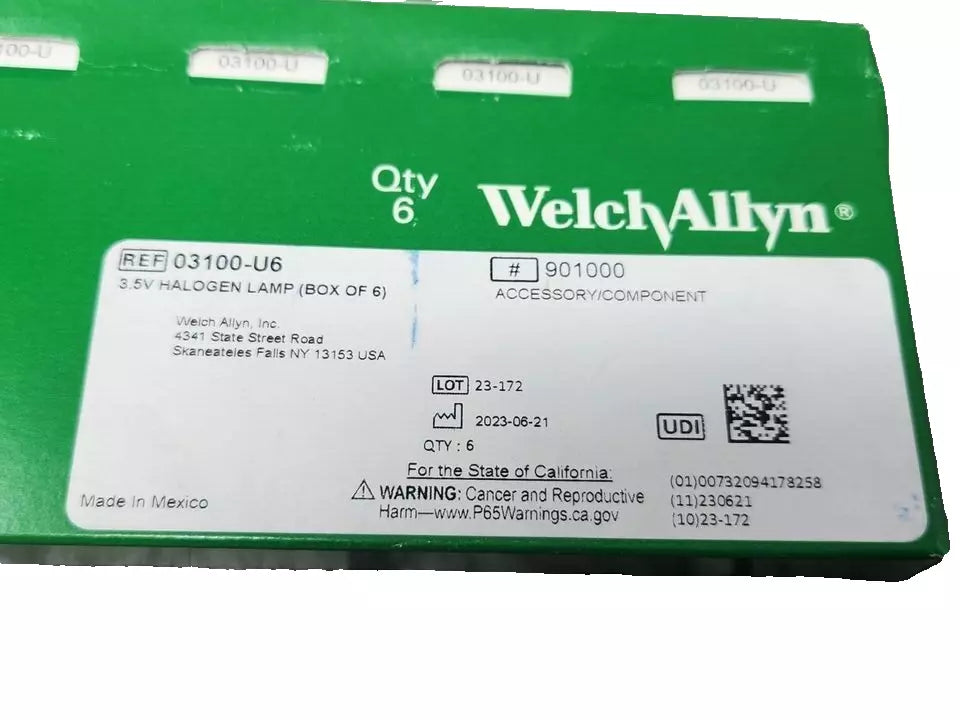 100-U
03100-U
03100-U
03100-U
Qty
6
WelchAllyn®
REF 03100-U6
3.5V HALOGEN LAMP (BOX OF 6)
Welch Allyn, Inc.
4341 State Street Road
Skaneateles Falls NY 13153 USA
# 901000
ACCESSORY/COMPONENT
LOT 23-172
2023-06-21
QTY : 6
UDI
For the State of California:
WARNING: Cancer and Reproductive
Harm—www.P65Warnings.ca.gov
(01)00732094178258
(11)230621
(10)23-172
Made In Mexico